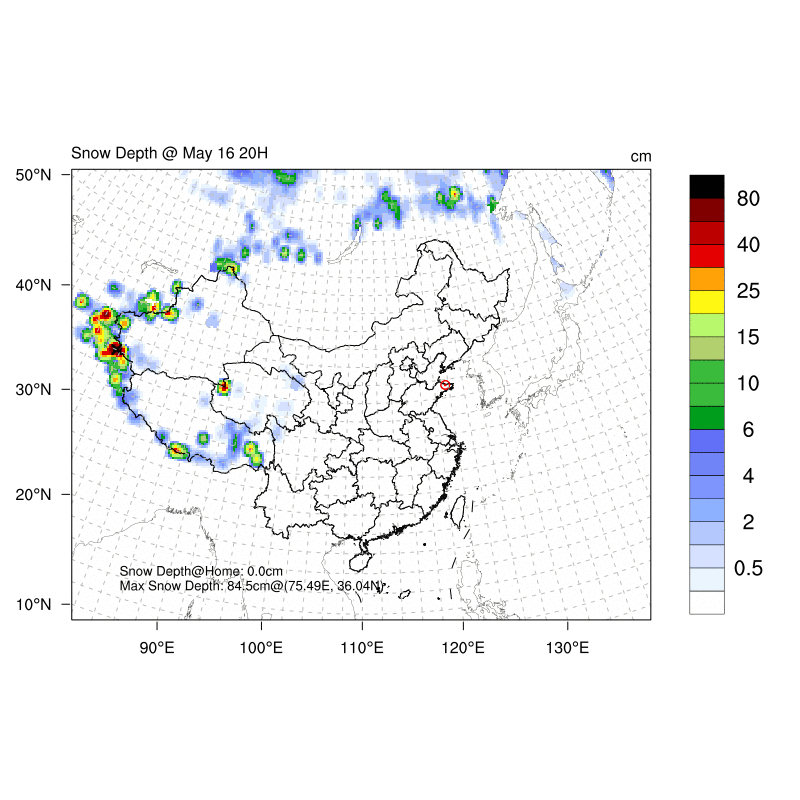 Snow Depth @ May 16 20H
cm
50°N
40°N
30°N
20°N
10°N
90°E
100°E
110°E
120°E
130°E
80
40
25
15
10
6
4
2
0.5
Snow Depth@Home: 0.0cm
Max Snow Depth: 84.5cm@(75.49E, 36.04N)